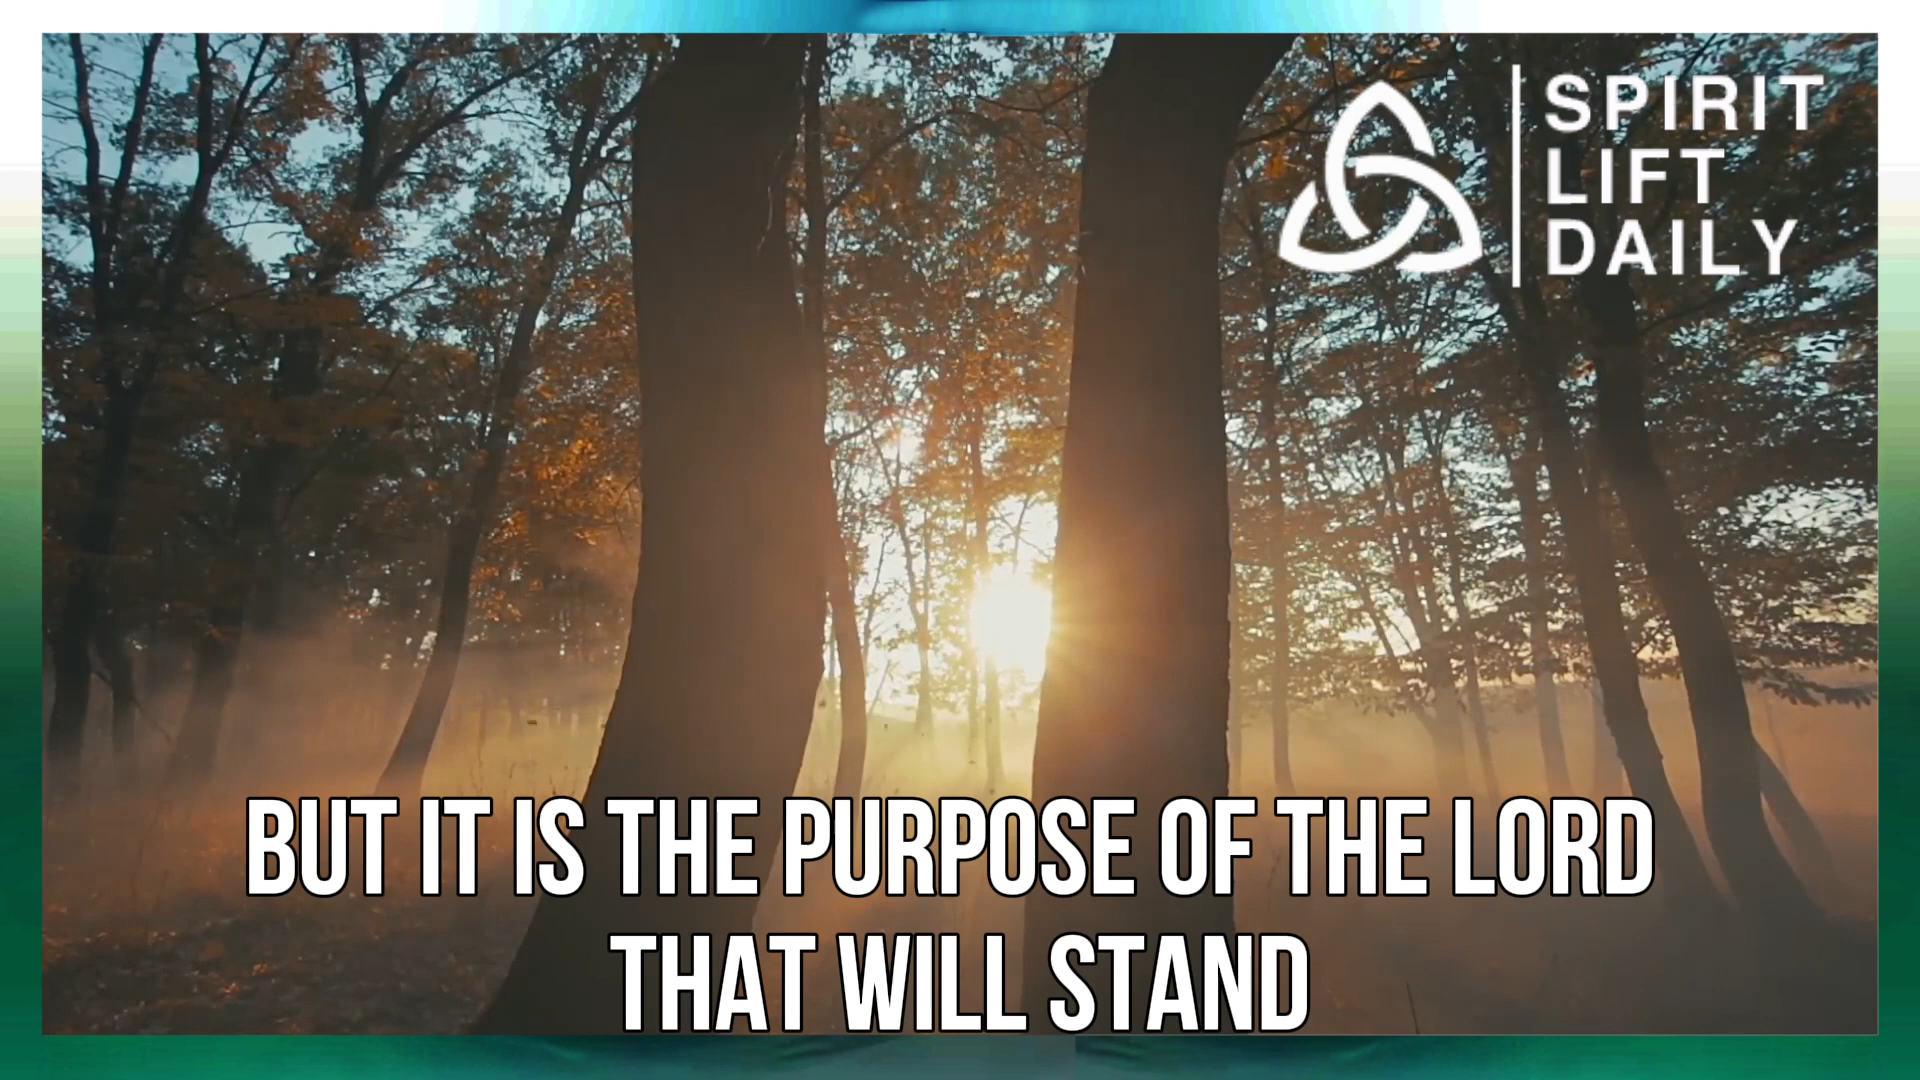 SPIRIT
LIFT
DAILY
BUT IT IS THE PURPOSE OF THE LORD
THAT WILL STAND